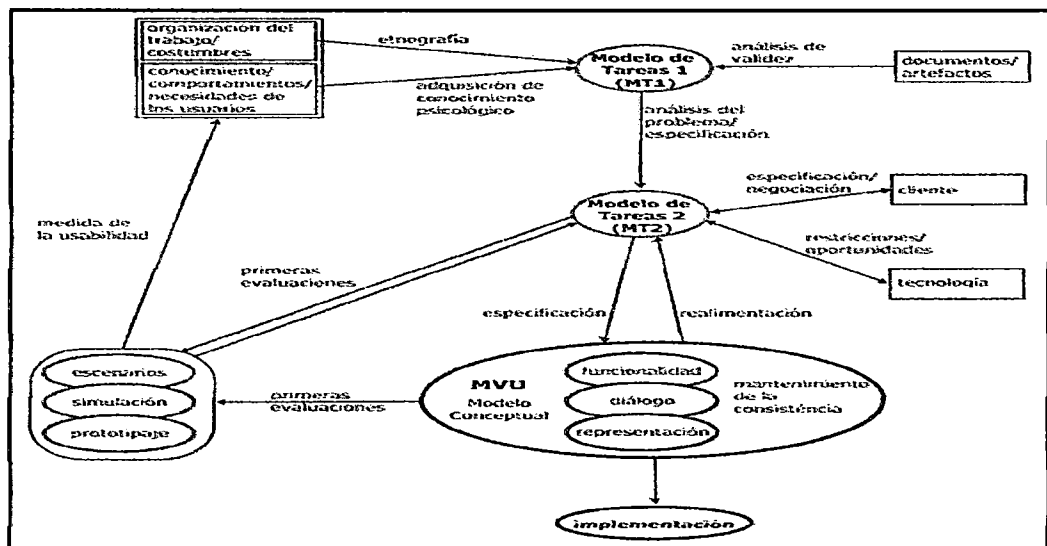 organización del
trabajo/
costumbres
conocimiento/
comportamientos/
necesidades de
los usuarios
etnografía
adquisición de
conocimiento
psicológico
Modelo de
Tareas 1
(MT1)
análisis de
validez
documentos/
artefactos
análisis del
problema/
especificación
Modelo de
Tareas 2
(MT2)
especificación/
negociación
cliente
restricciones/
oportunidades
tecnología
medida de
la usabilidad
primeras
evaluaciones
especificación
realimentación
escenarios
simulación
prototipaje
primeras
evaluaciones
MVU
Modelo
Conceptual
funcionalidad
diálogo
representación
mantenimiento
de la
consisténcia
implementación